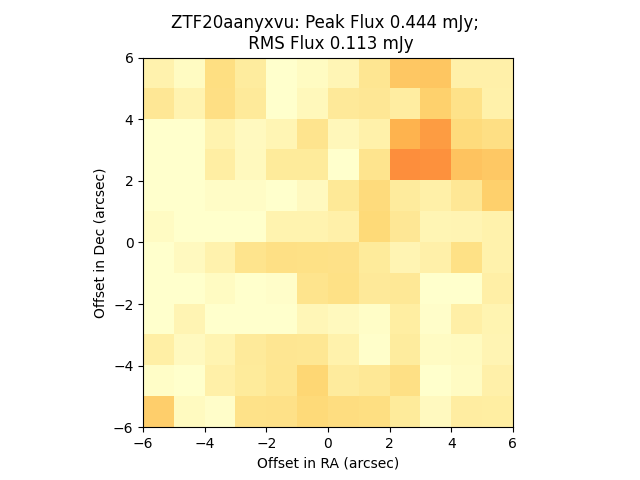 ZTF20aanyxvu: Peak Flux 0.444 mJy;
RMS Flux 0.113 mJy
6
4
2
0
−2
−4
−6
Offset in Dec (arcsec)
−6 −4 −2 0 2 4 6
Offset in RA (arcsec)